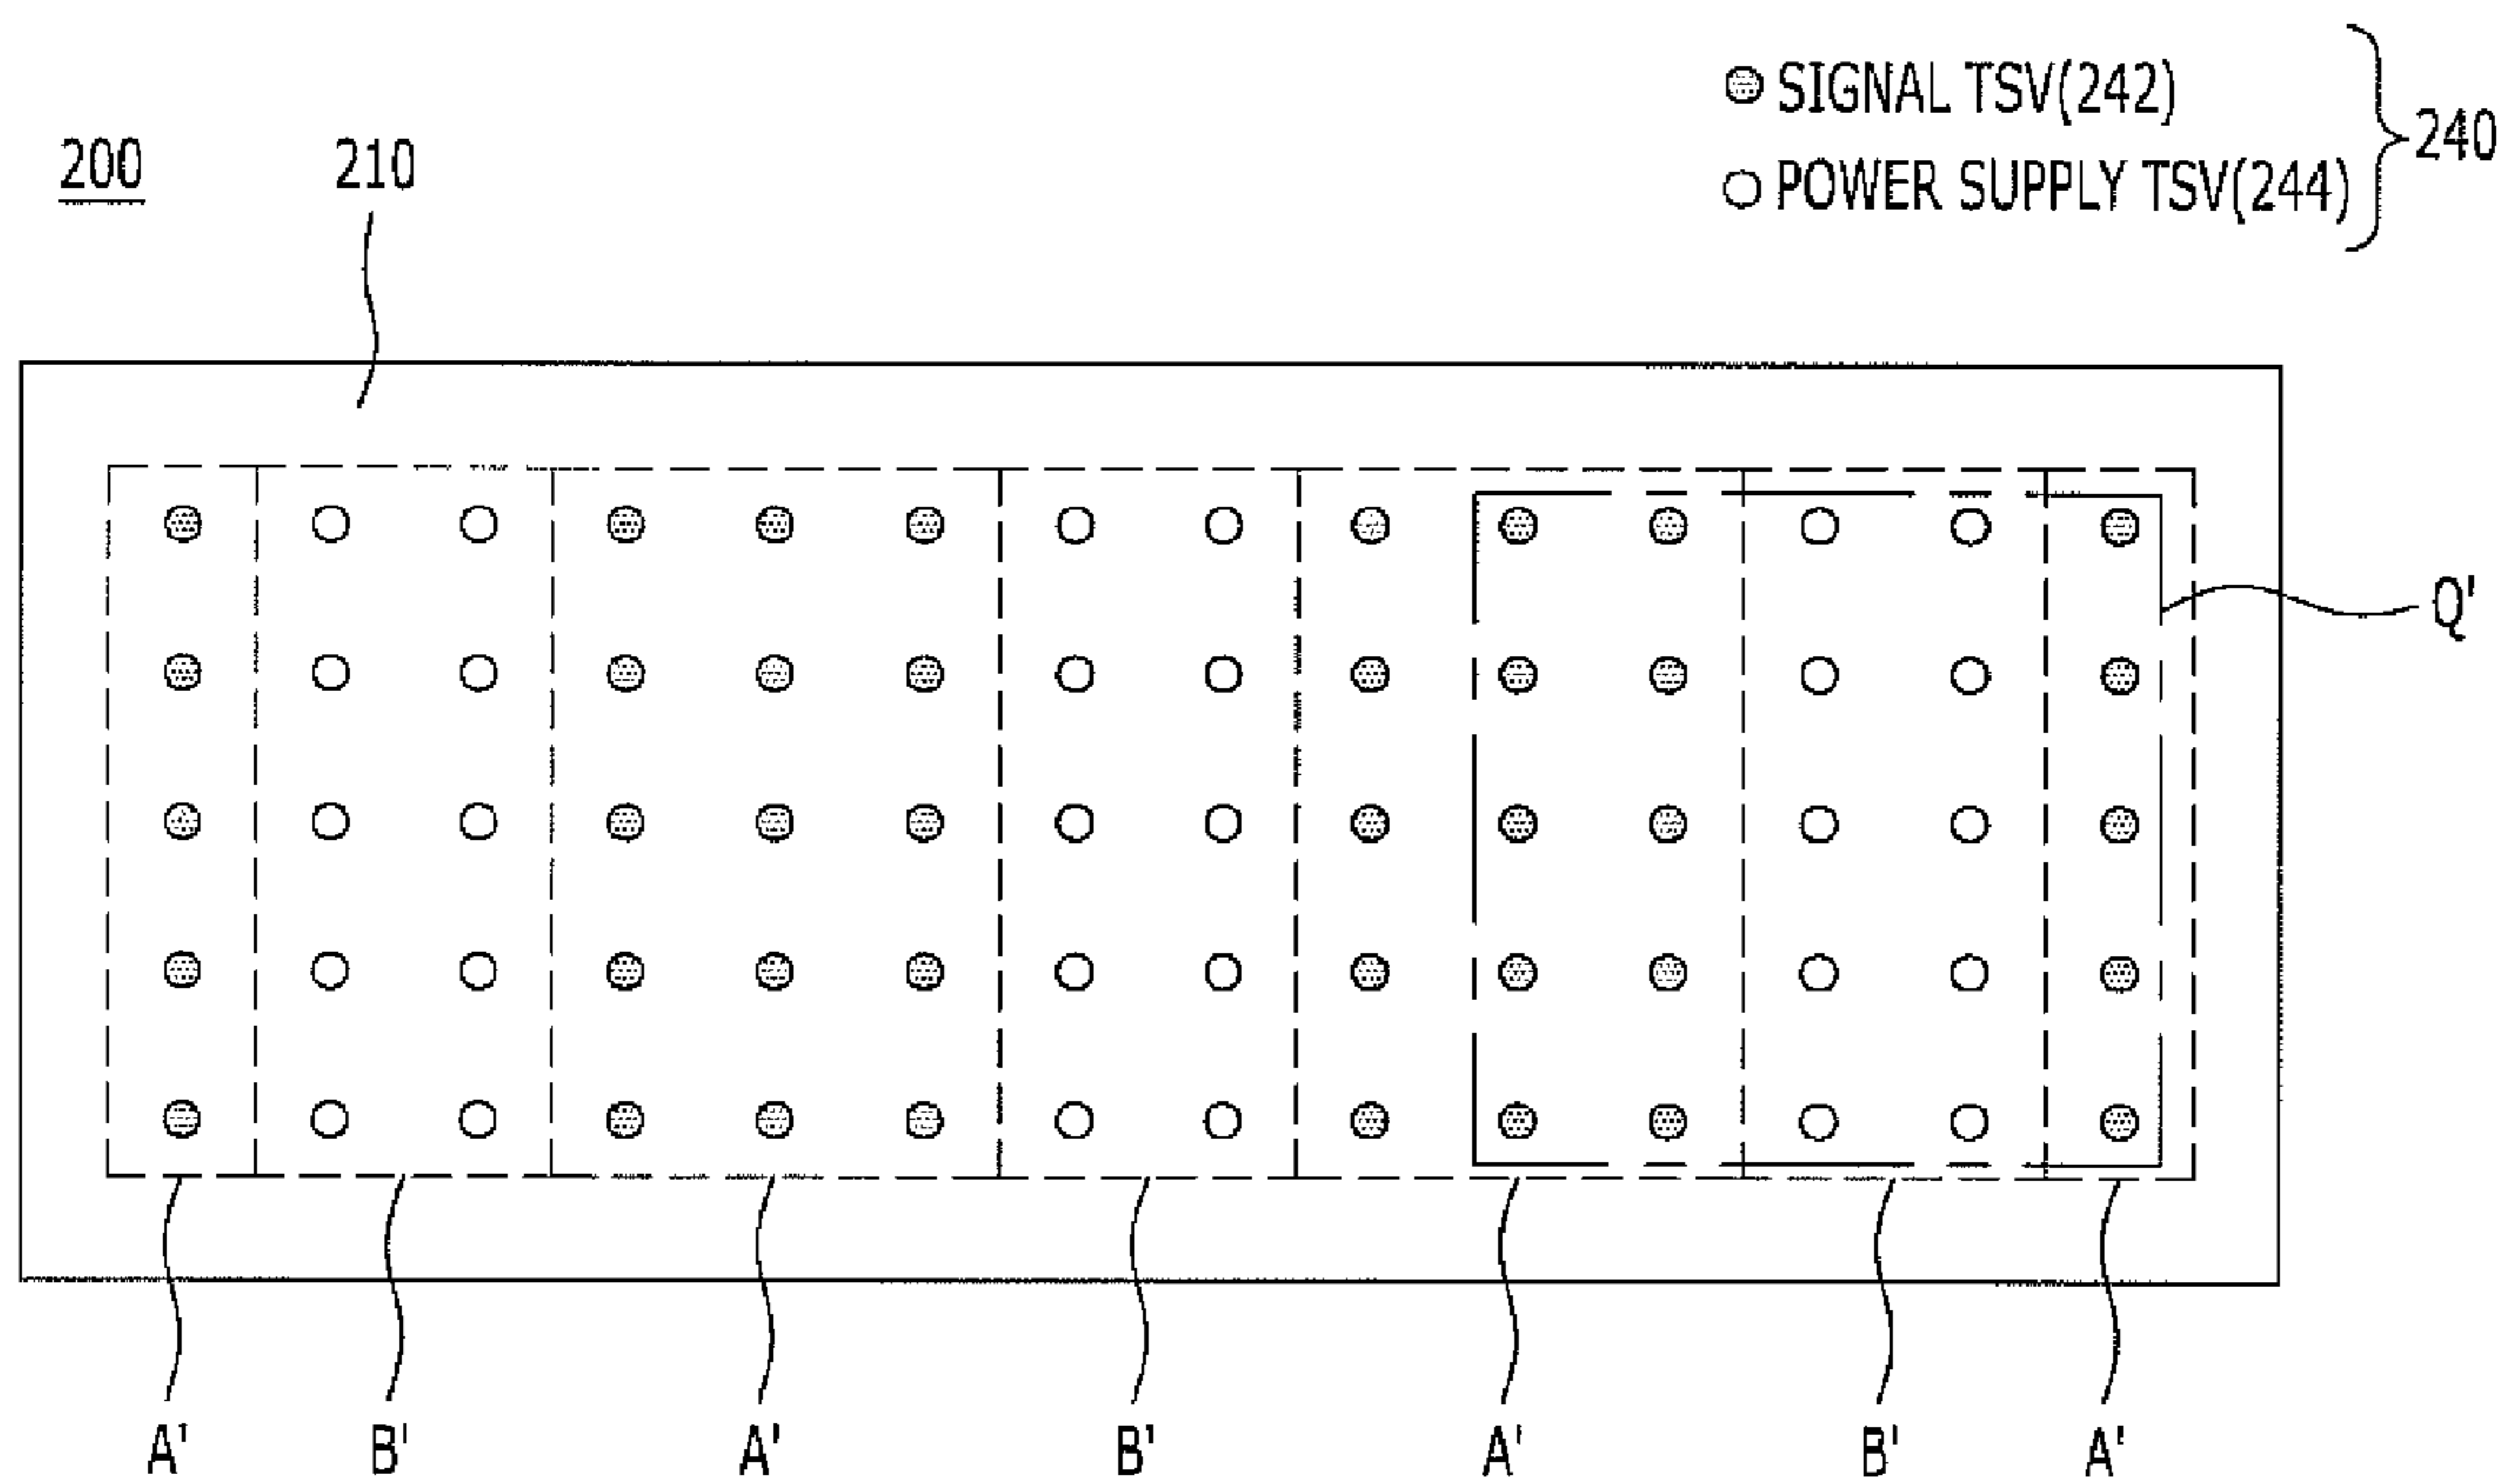 SIGNAL TSV(242)
POWER SUPPLY TSV(244)
240
200
210
Q'
A'
B'
A'
B'
A'
B'
A'